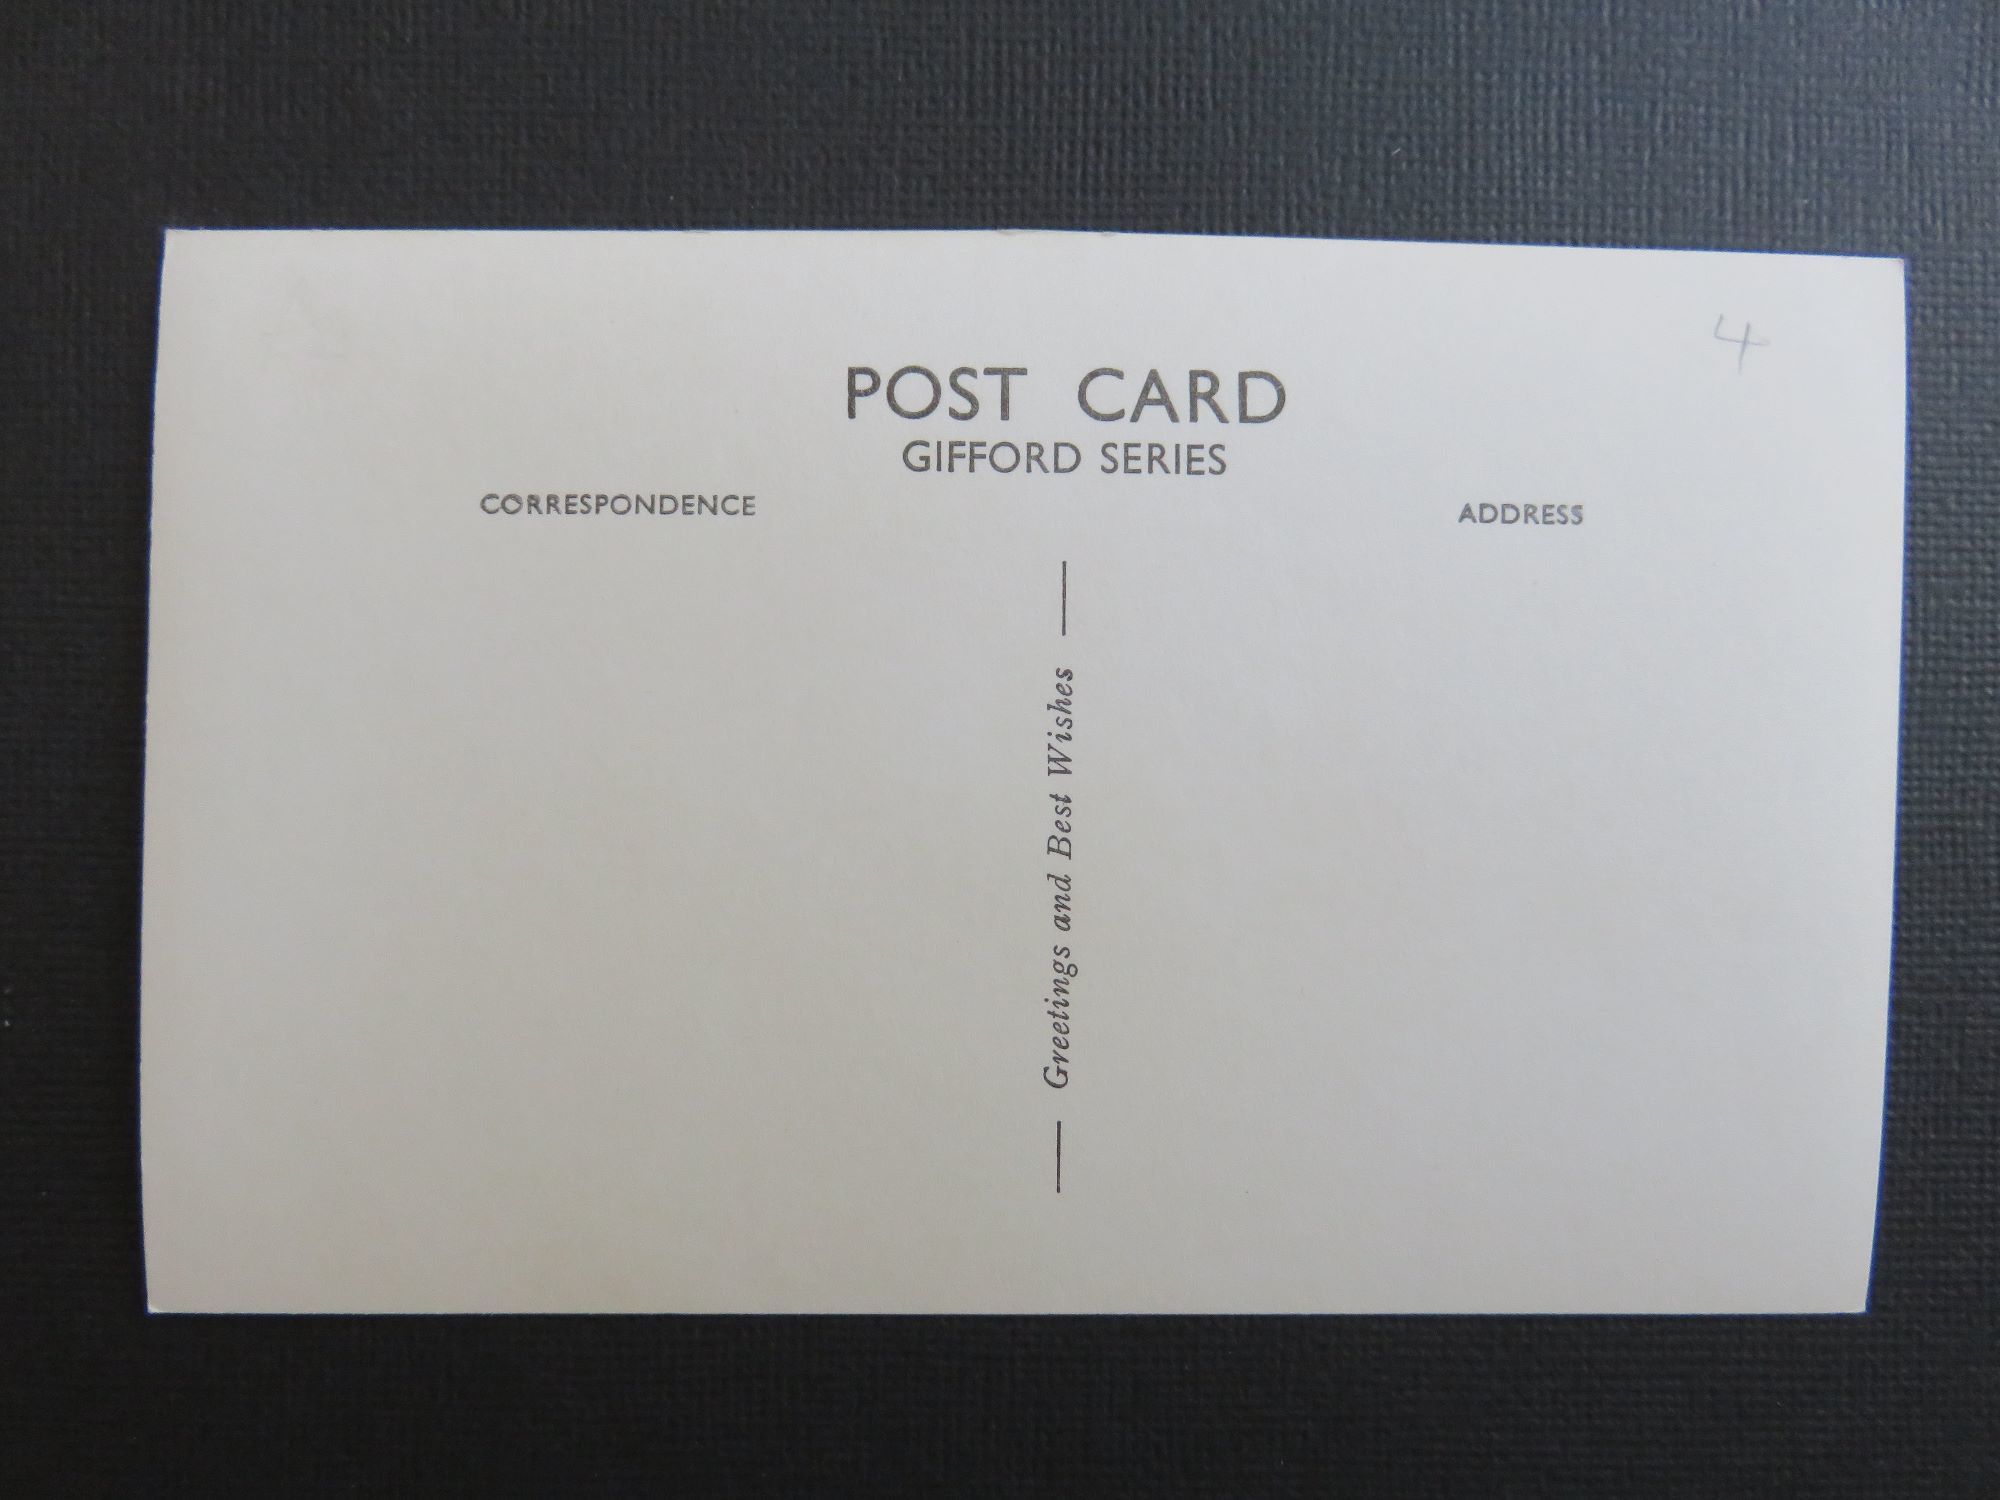 4
POST CARD
GIFFORD SERIES
CORRESPONDENCE
ADDRESS
Greetings and Best Wishes